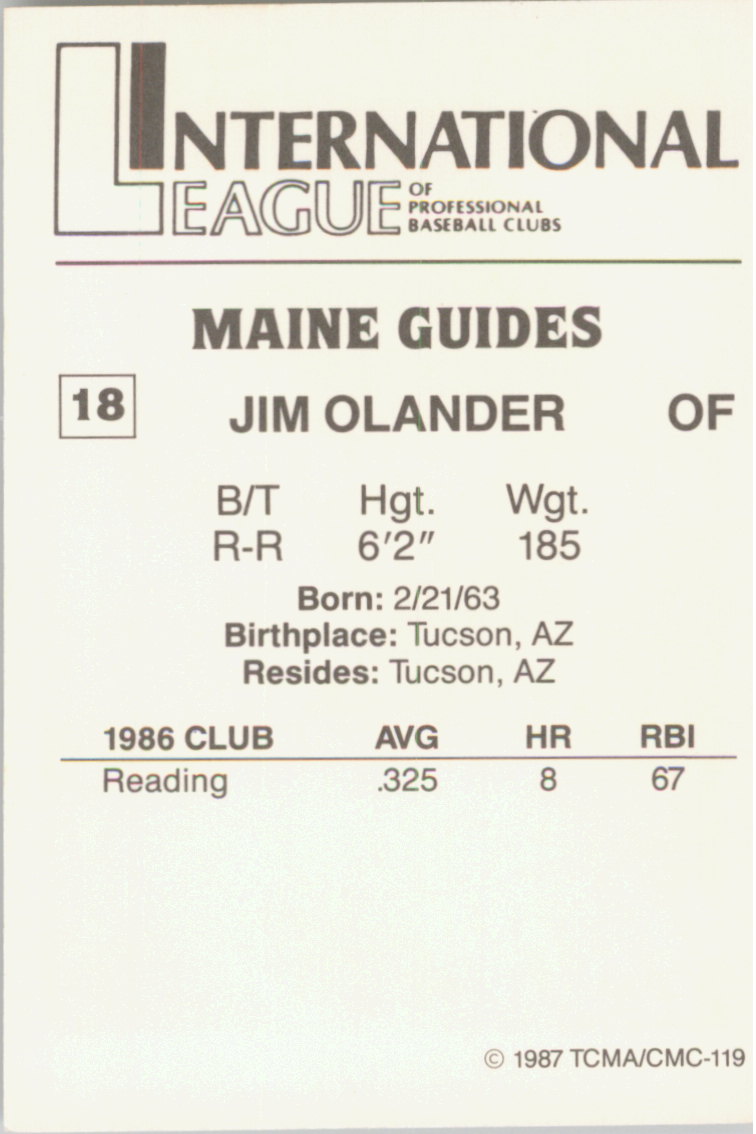 INTERNATIONAL
LEAGUE OF
PROFESSIONAL
BASEBALL CLUBS
MAINE GUIDES
18 JIM OLANDER OF
B/T Hgt. Wgt.
R-R 6'2" 185
Born: 2/21/63
Birthplace: Tucson, AZ
Resides: Tucson, AZ
1986 CLUB AVG HR RBI
Reading .325 8 67
© 1987 TCMA/CMC-119